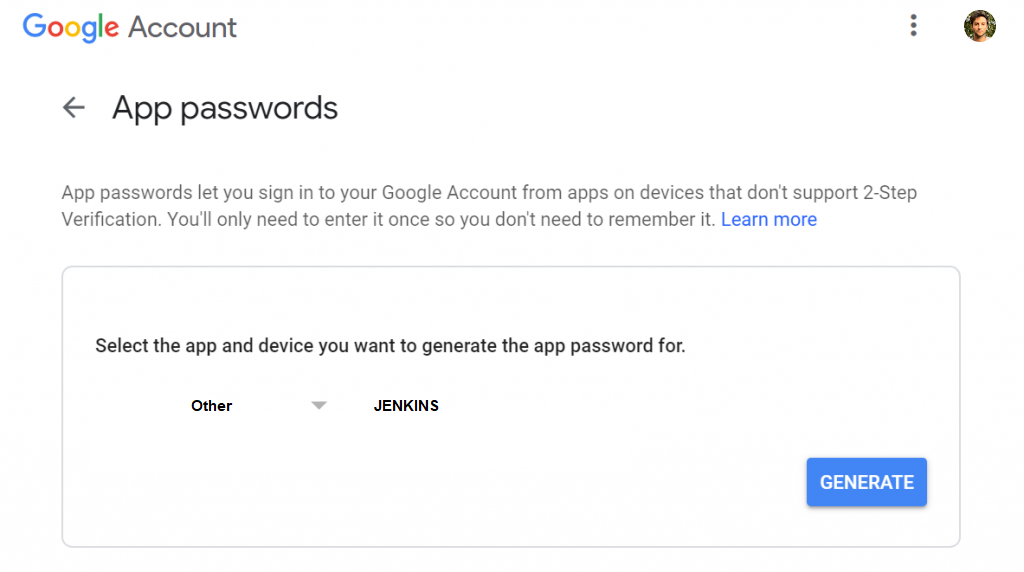 Google Account
App passwords
App passwords let you sign in to your Google Account from apps on devices that don't support 2-Step
Verification. You'll only need to enter it once so you don't need to remember it. Learn more
Select the app and device you want to generate the app password for.
Other JENKINS
GENERATE